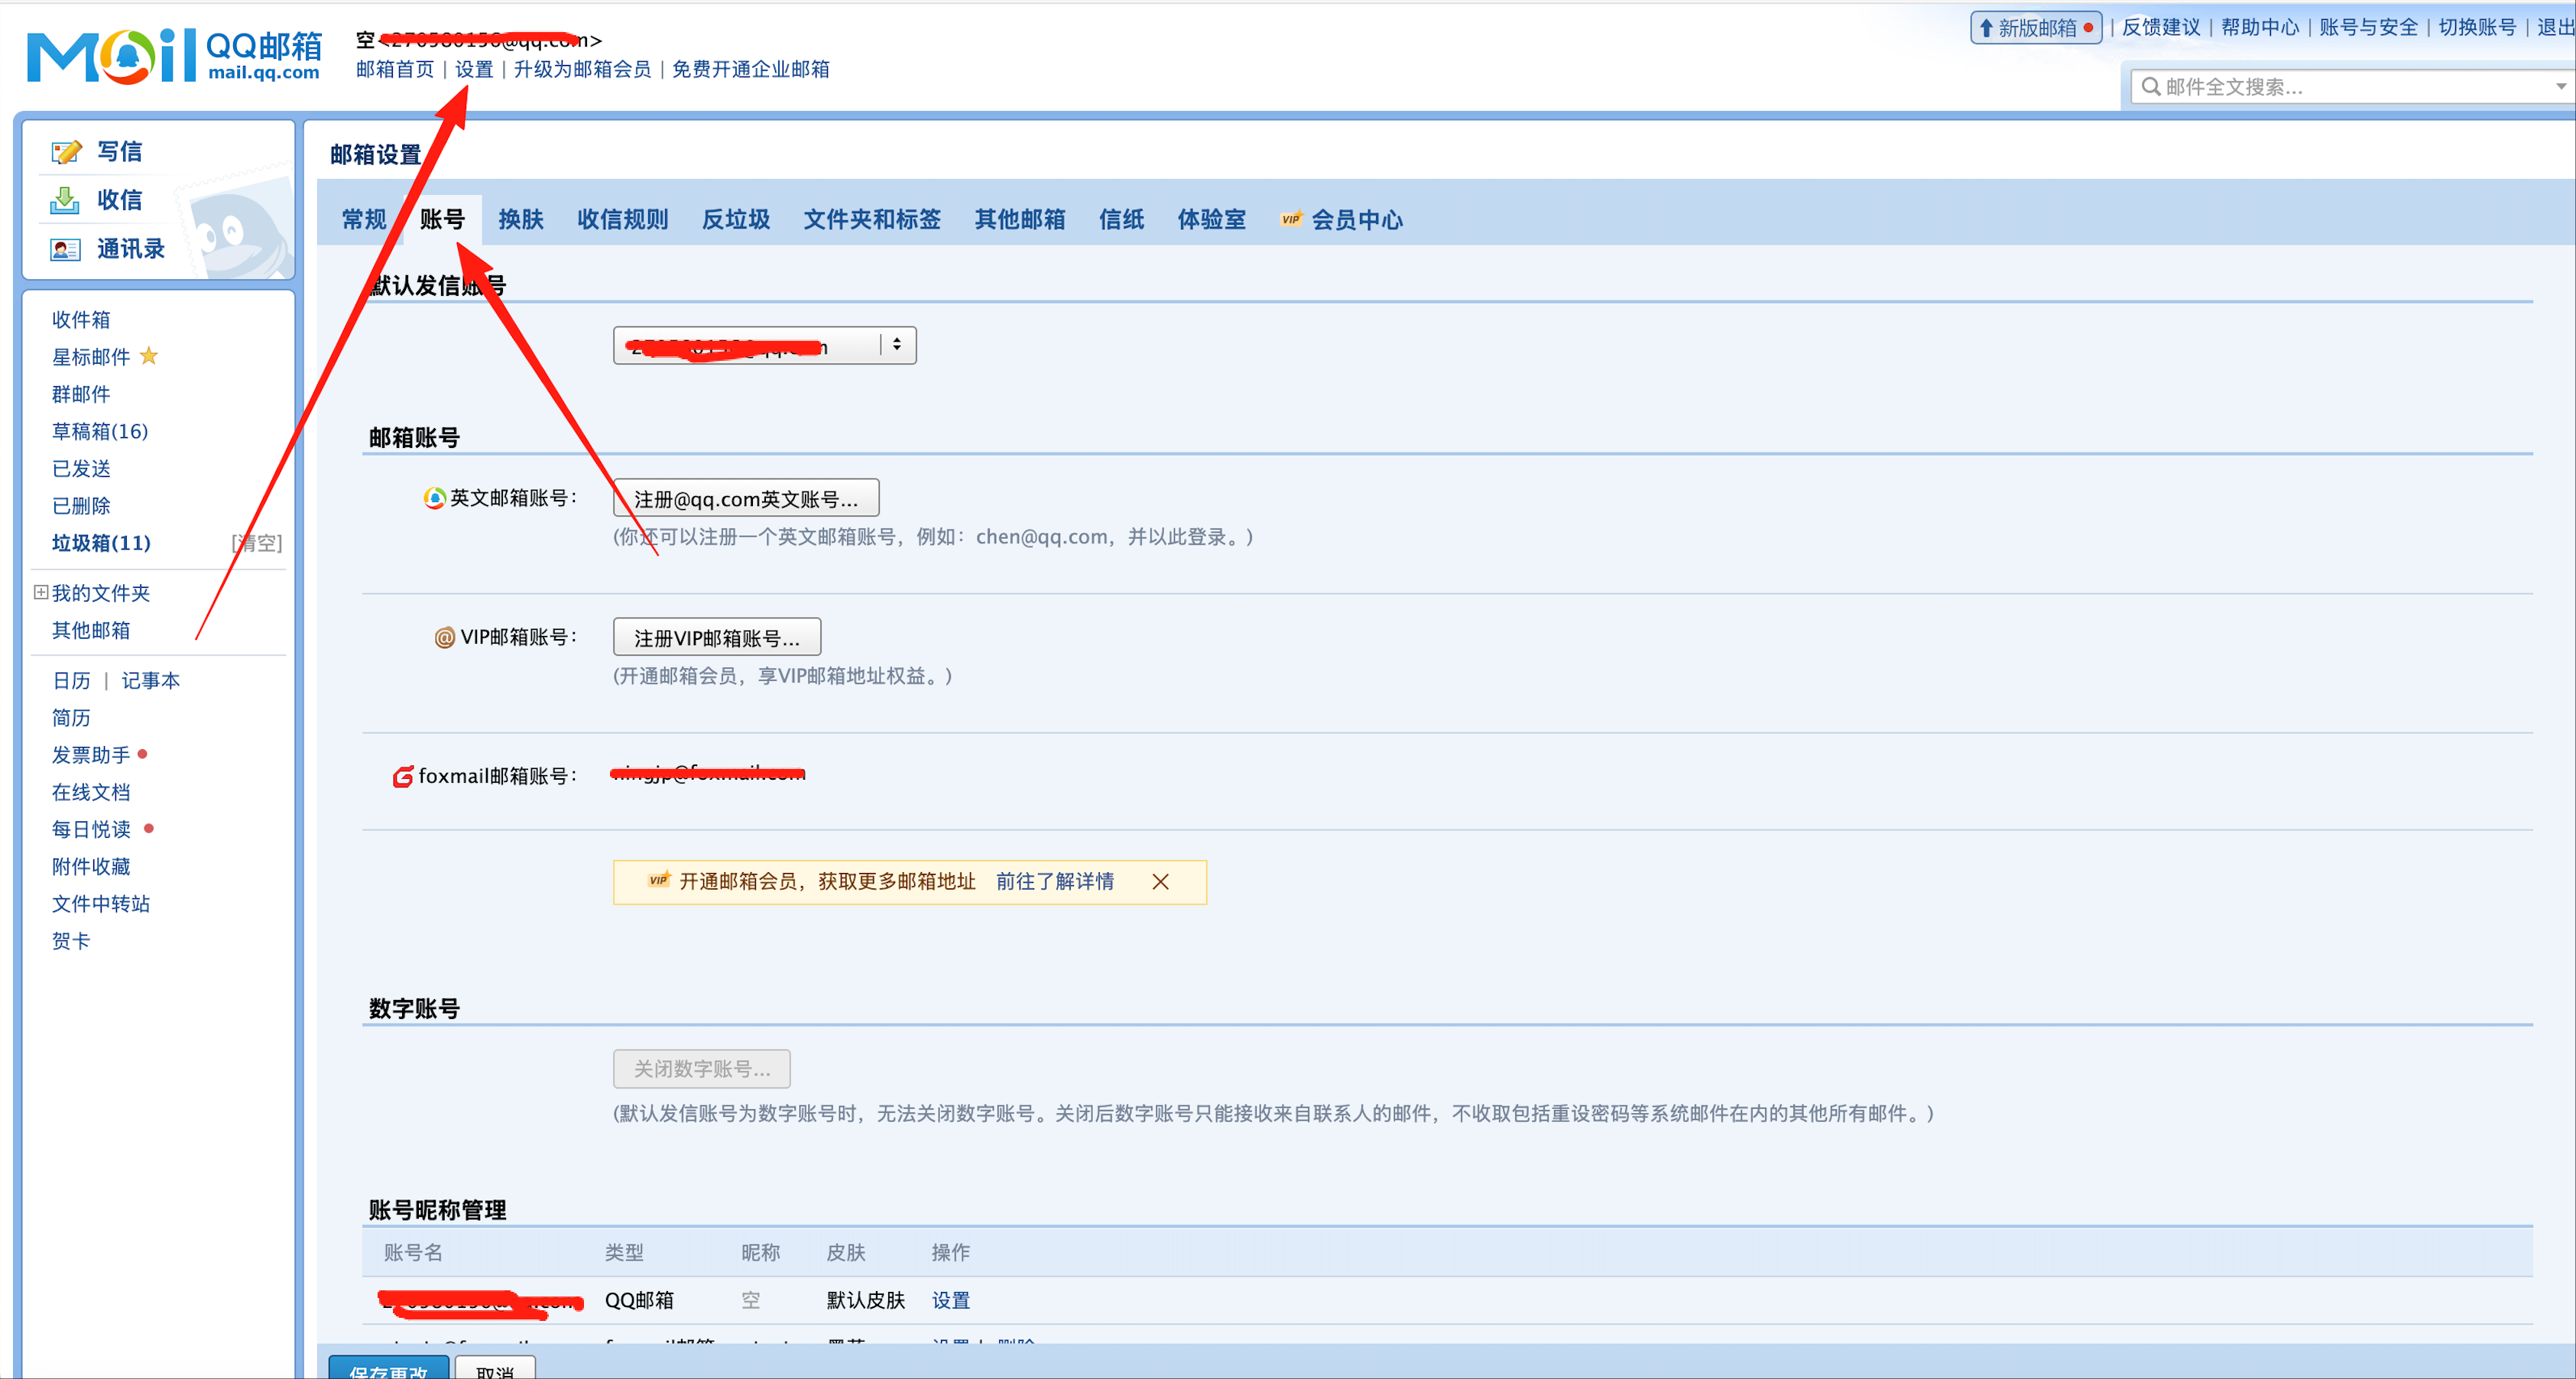 Mail QQ邮箱
mail.qq.com
空
邮箱首页 | 设置 | 升级为邮箱会员 | 免费开通企业邮箱
新版邮箱 | 反馈建议 | 帮助中心 | 账号与安全 | 切换账号 | 退出
邮件全文搜索...
写信
收信
通讯录
收件箱
星标邮件
群邮件
草稿箱(16)
已发送
已删除
垃圾箱(11) [清空]
我的文件夹
其他邮箱
日历 | 记事本
简历
发票助手
在线文档
每日悦读
附件收藏
文件中转站
贺卡
邮箱设置
常规 账号 换肤 收信规则 反垃圾 文件夹和标签 其他邮箱 信纸 体验室 VIP 会员中心
默认发信账号
邮箱账号
英文邮箱账号： 注册@qq.com英文账号...
(你还可以注册一个英文邮箱账号，例如：chen@qq.com，并以此登录。)
VIP邮箱账号： 注册VIP邮箱账号...
(开通邮箱会员，享VIP邮箱地址权益。)
foxmail邮箱账号：
VIP 开通邮箱会员，获取更多邮箱地址 前往了解详情
数字账号
关闭数字账号...
(默认发信账号为数字账号时，无法关闭数字账号。关闭后数字账号只能接收来自联系人的邮件，不收取包括重设密码等系统邮件在内的其他所有邮件。)
账号昵称管理
账号名 类型 昵称 皮肤 操作
QQ邮箱 空 默认皮肤 设置
保存更改 取消